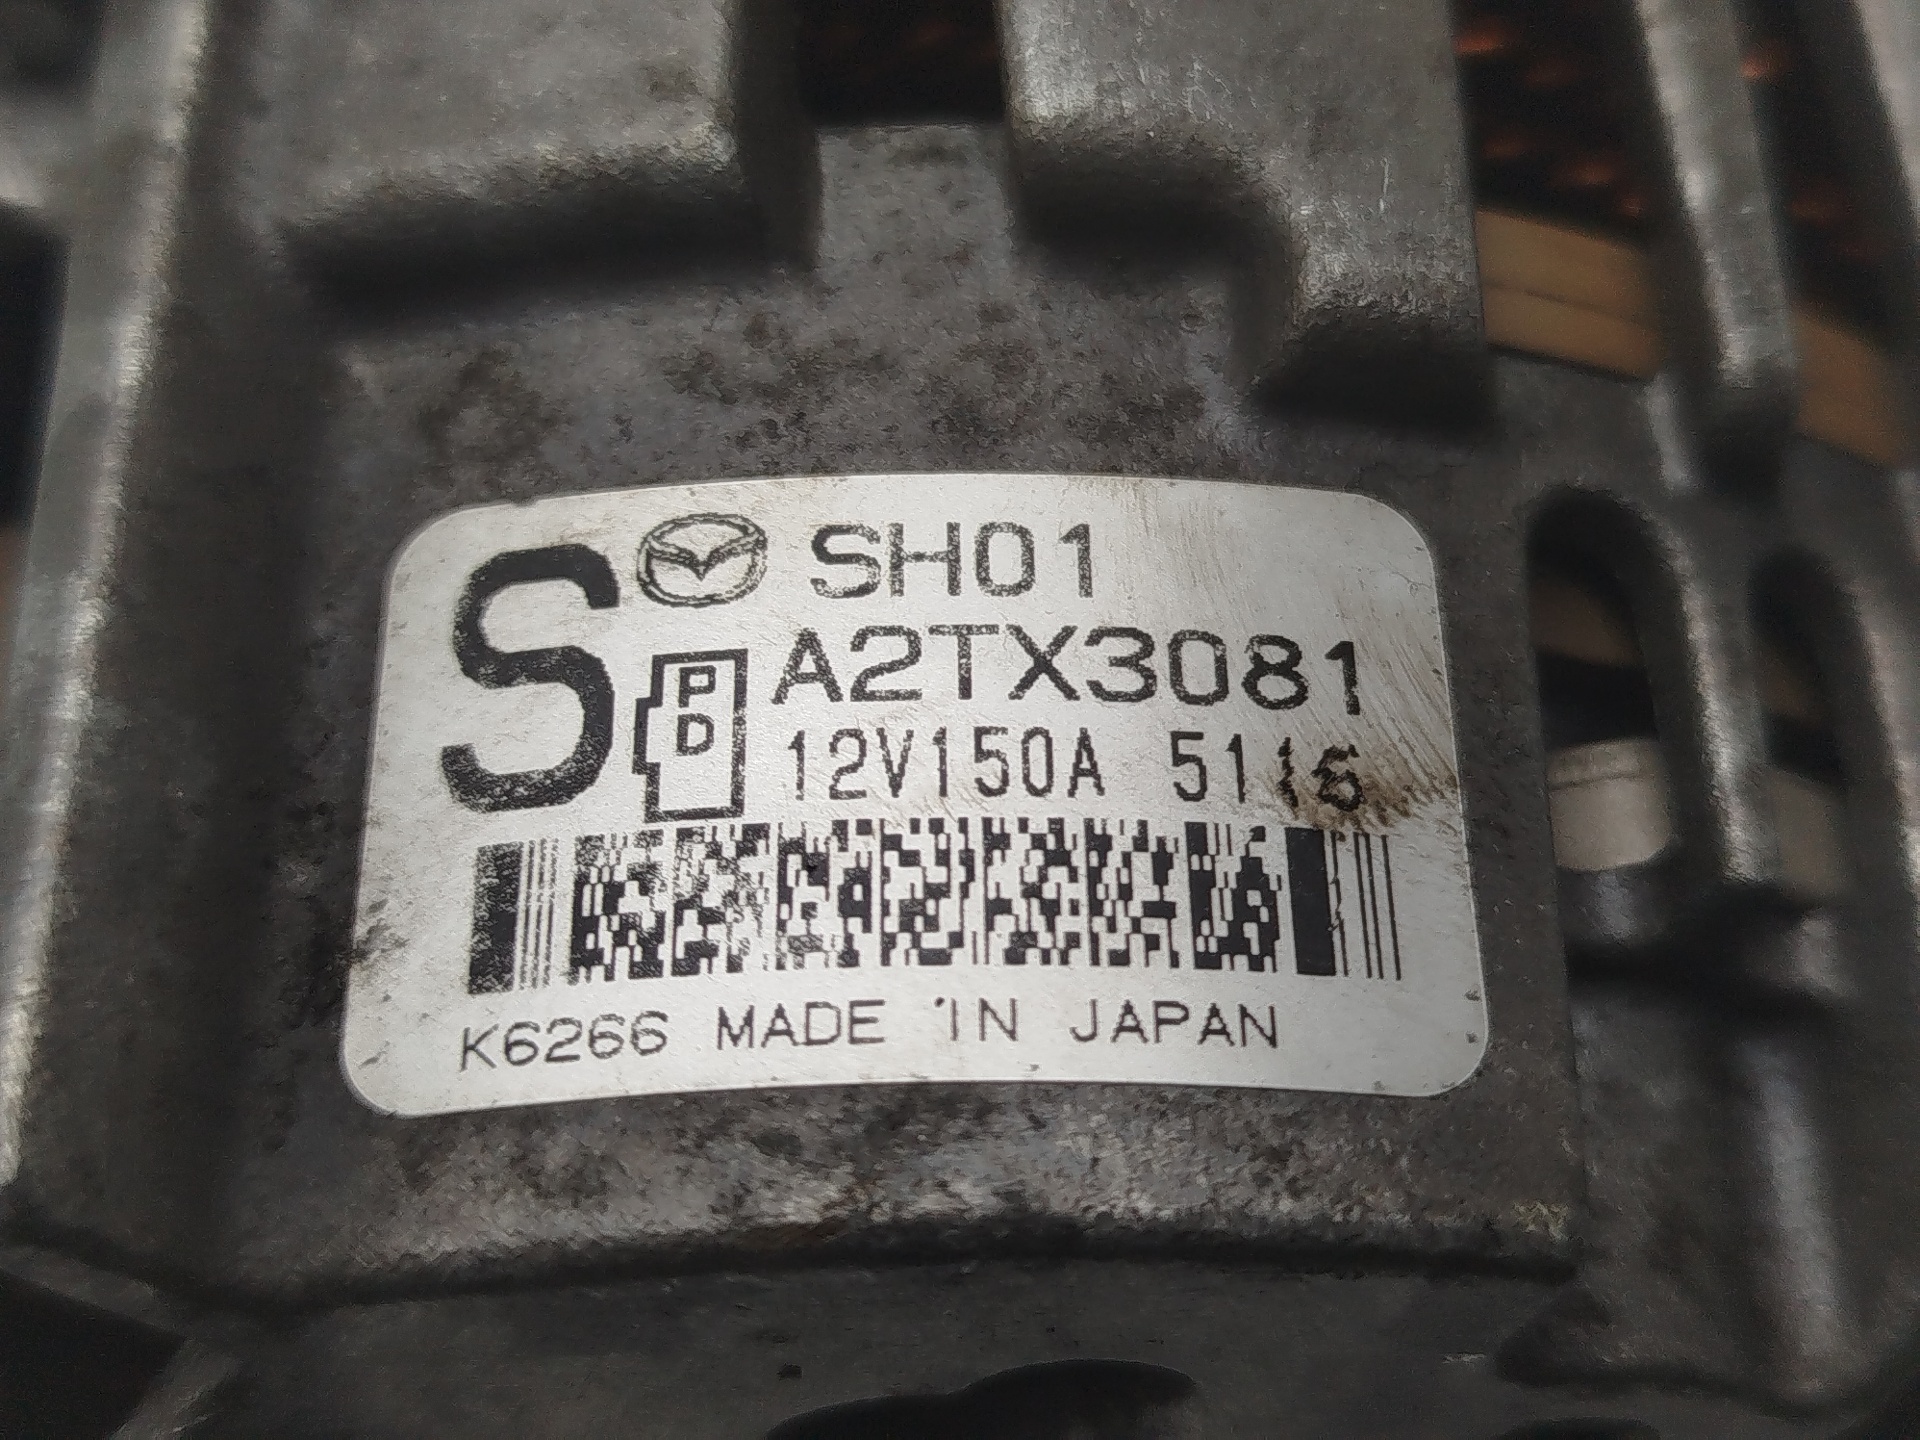 S
SH01
P
D
A2TX3081
12V150A 5116
K6266 MADE IN JAPAN